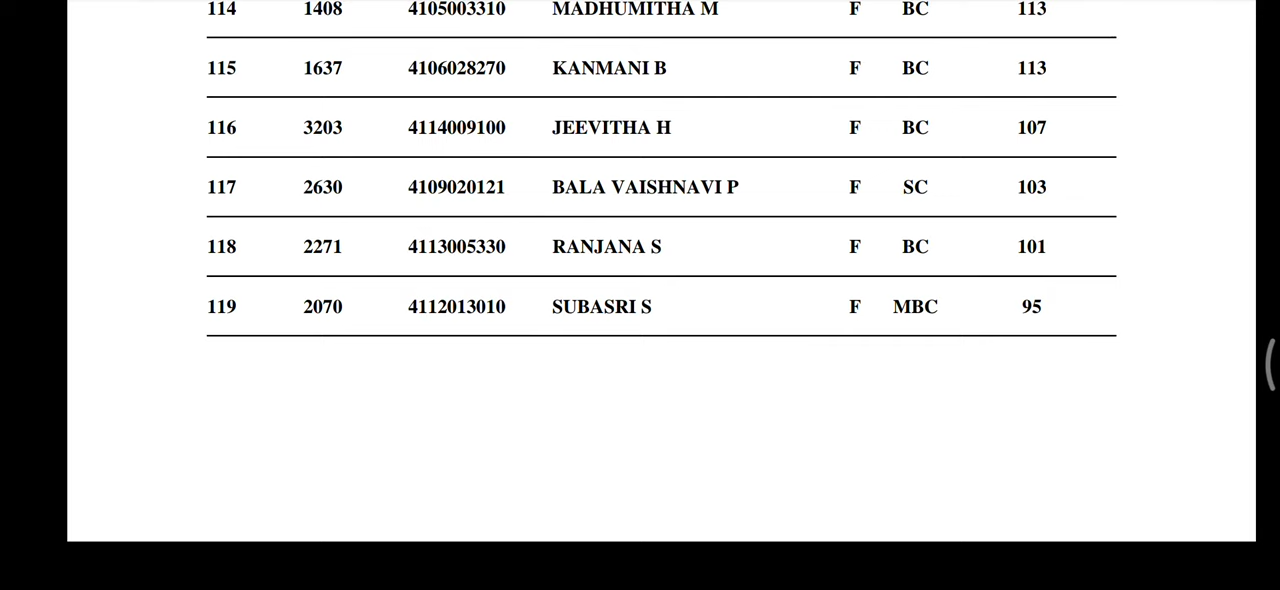 114 1408 4105003310 MADHUMITHA M F BC 113
115 1637 4106028270 KANMANI B F BC 113
116 3203 4114009100 JEEVITHA H F BC 107
117 2630 4109020121 BALA VAISHNAVI P F SC 103
118 2271 4113005330 RANJANA S F BC 101
119 2070 4112013010 SUBASRI S F MBC 95